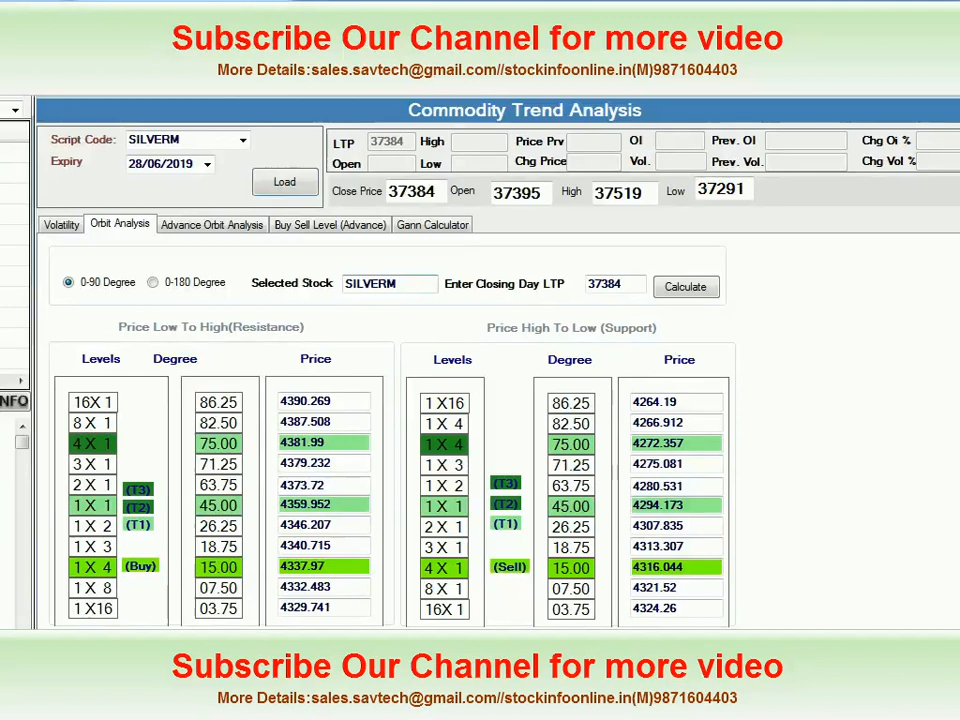 Subscribe Our Channel for more video
More Details:sales.savtech@gmail.com//stockinfoonline.in(M)9871604403
Commodity Trend Analysis
Script Code: SILVERM
Expiry 28/06/2019
Load
LTP 37384 High Price Prv OI Prev. OI Chg Oi %
Open Low Chg Price Vol. Prev. Vol. Chg Vol %
Close Price 37384 Open 37395 High 37519 Low 37291
Volatility Orbit Analysis Advance Orbit Analysis Buy Sell Level (Advance) Gann Calculator
0-90 Degree 0-180 Degree Selected Stock SILVERM Enter Closing Day LTP 37384 Calculate
Price Low To High(Resistance) Price High To Low (Support)
Levels Degree Price Levels Degree Price
16X 1 86.25 4390.269 1 X16 86.25 4264.19
8 X 1 82.50 4387.508 1 X 4 82.50 4266.912
4 X 1 75.00 4381.99 1 X 4 75.00 4272.357
3 X 1 71.25 4379.232 1 X 3 71.25 4275.081
2 X 1 (T3) 63.75 4373.72 1 X 2 (T3) 63.75 4280.531
1 X 1 (T2) 45.00 4359.952 1 X 1 (T2) 45.00 4294.173
1 X 2 (T1) 26.25 4346.207 2 X 1 (T1) 26.25 4307.835
1 X 3 18.75 4340.715 3 X 1 18.75 4313.307
1 X 4 (Buy) 15.00 4337.97 4 X 1 (Sell) 15.00 4316.044
1 X 8 07.50 4332.483 8 X 1 07.50 4321.52
1 X16 03.75 4329.741 16X 1 03.75 4324.26
NFO
Subscribe Our Channel for more video
More Details:sales.savtech@gmail.com//stockinfoonline.in(M)9871604403